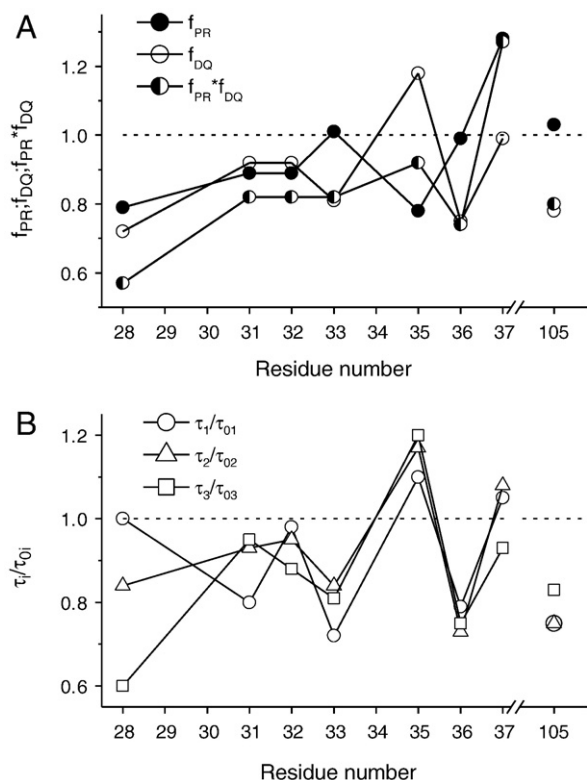 A
f_PR
f_DQ
f_PR*f_DQ
f_PR;f_DQ;f_PR*f_DQ
1.2
1.0
0.8
0.6
28 29 30 31 32 33 35 36 37 105
Residue number
B
τ_1/τ_01
τ_2/τ_02
τ_3/τ_03
τ_i/τ_0i
1.2
1.0
0.8
0.6
28 29 30 31 32 33 35 36 37 105
Residue number